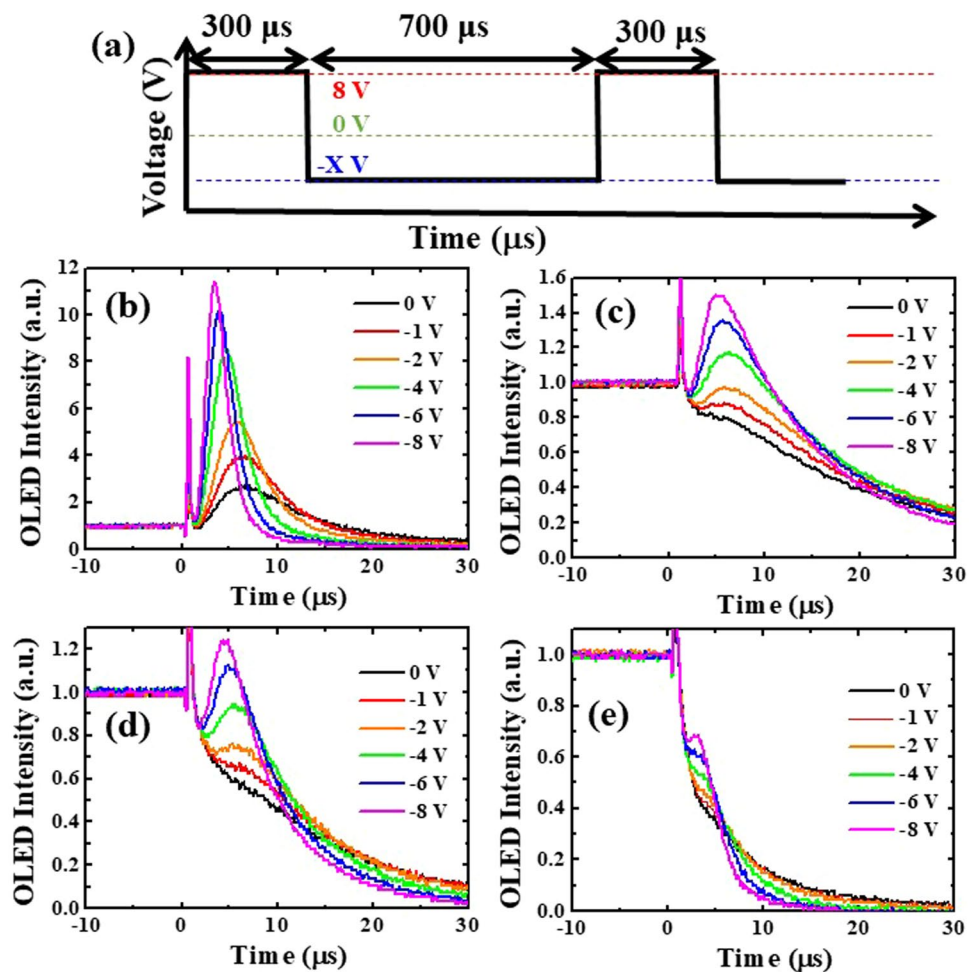 (a)
300 μs 700 μs 300 μs
8 V
0 V
-X V
Voltage (V)
Time (μs)
(b)
OLED Intensity (a.u.)
12
10
8
6
4
2
0
0 V
-1 V
-2 V
-4 V
-6 V
-8 V
-10 0 10 20 30
Time (μs)
(c)
OLED Intensity (a.u.)
1.6
1.4
1.2
1.0
0.8
0.6
0.4
0.2
0.0
0 V
-1 V
-2 V
-4 V
-6 V
-8 V
-10 0 10 20 30
Time (μs)
(d)
OLED Intensity (a.u.)
1.2
1.0
0.8
0.6
0.4
0.2
0.0
0 V
-1 V
-2 V
-4 V
-6 V
-8 V
-10 0 10 20 30
Time (μs)
(e)
OLED Intensity (a.u.)
1.0
0.8
0.6
0.4
0.2
0.0
0 V
-1 V
-2 V
-4 V
-6 V
-8 V
-10 0 10 20 30
Time (μs)